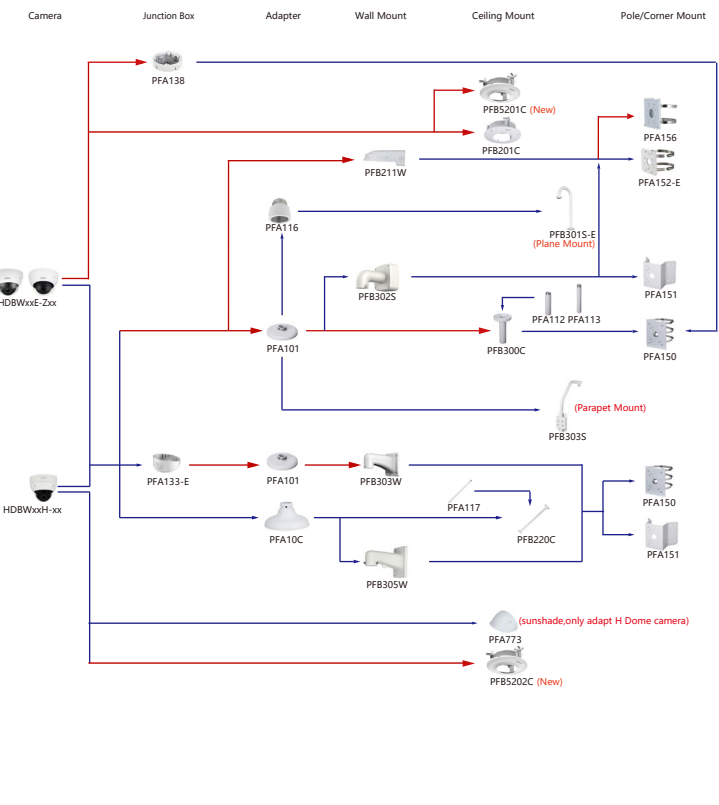 Camera
Junction Box
Adapter
Wall Mount
Ceiling Mount
Pole/Corner Mount
PFA138
PFB5201C (New)
PFB201C
PFA156
PFB211W
PFA152-E
PFA116
PFB301S-E
(Plane Mount)
HDBWxxE-Zxx
PFB302S
PFA151
PFA112 PFA113
PFA101
PFB300C
PFA150
(Parapet Mount)
PFB303S
PFA133-E
PFA101
PFB303W
PFA150
HDBWxxH-xx
PFA117
PFA10C
PFB220C
PFA151
PFB305W
(sunshade,only adapt H Dome camera)
PFA773
PFB5202C (New)